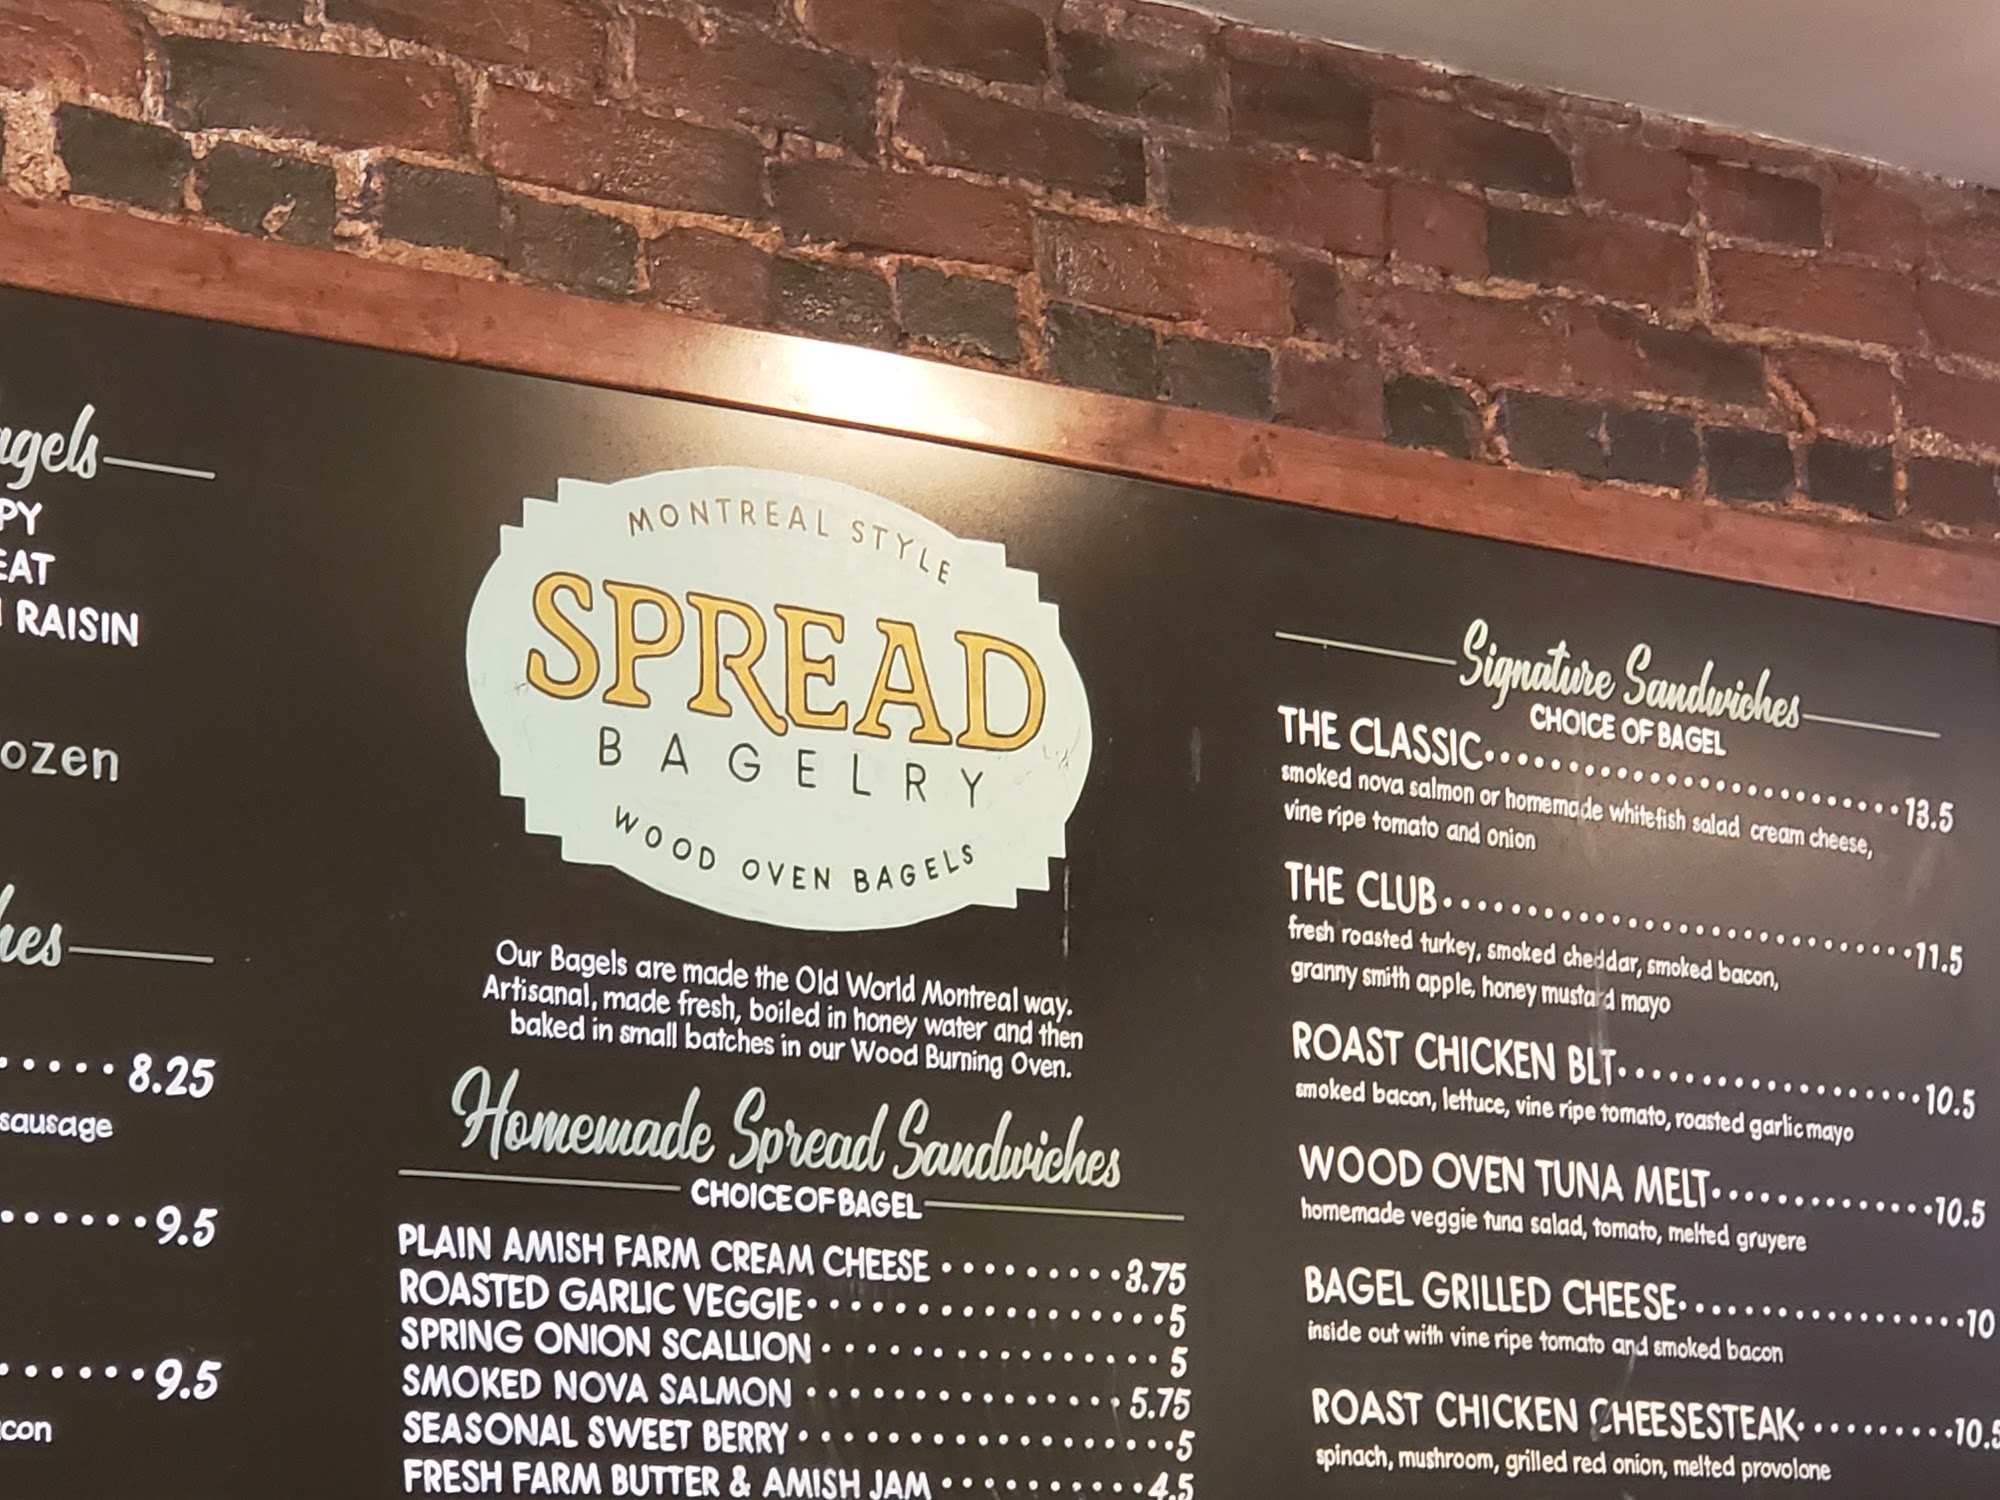 RAISIN
8.25
sausage
9.5
9.5
MONTREAL STYLE
SPREAD
BAGELRY
WOOD OVEN BAGELS
Our Bagels are made the Old World Montreal way.
Artisanal, made fresh, boiled in honey water and then
baked in small batches in our Wood Burning Oven.
Homemade Spread Sandwiches
CHOICE OF BAGEL
PLAIN AMISH FARM CREAM CHEESE 3.75
ROASTED GARLIC VEGGIE 5
SPRING ONION SCALLION 5
SMOKED NOVA SALMON 5.75
SEASONAL SWEET BERRY 5
FRESH FARM BUTTER & AMISH JAM 4.5
Signature Sandwiches
CHOICE OF BAGEL
THE CLASSIC 13.5
smoked nova salmon or homemade whitefish salad cream cheese,
vine ripe tomato and onion
THE CLUB 11.5
fresh roasted turkey, smoked cheddar, smoked bacon,
granny smith apple, honey mustard mayo
ROAST CHICKEN BLT 10.5
smoked bacon, lettuce, vine ripe tomato, roasted garlic mayo
WOOD OVEN TUNA MELT 10.5
homemade veggie tuna salad, tomato, melted gruyere
BAGEL GRILLED CHEESE 10
inside out with vine ripe tomato and smoked bacon
ROAST CHICKEN CHEESESTEAK 10.5
spinach, mushroom, grilled red onion, melted provolone